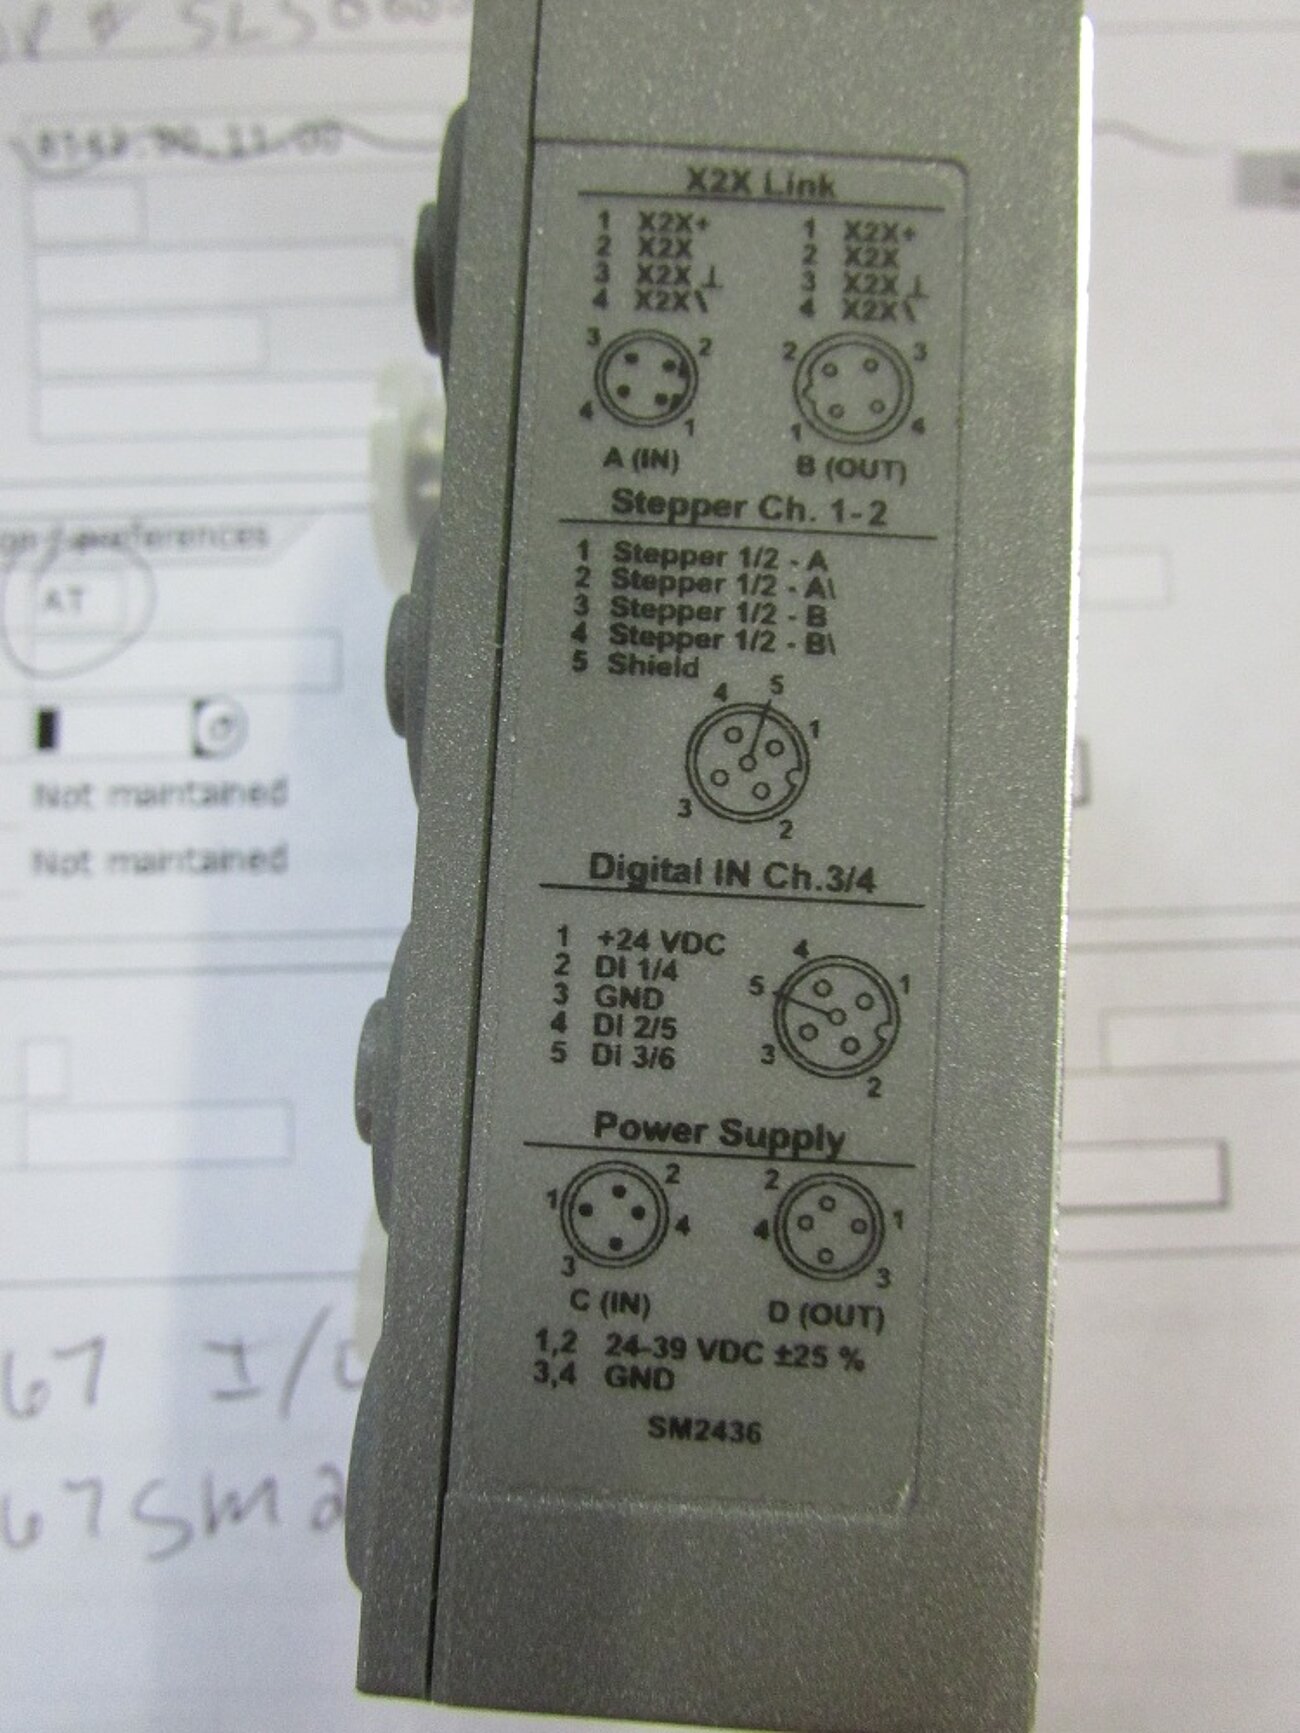 X2X Link
1 X2X+
2 X2X
3 X2X ⊥
4 X2X\
1 X2X+
2 X2X
3 X2X ⊥
4 X2X\
3 2
4 1
2 3
1 4
A (IN)
B (OUT)
Stepper Ch. 1-2
1 Stepper 1/2 - A
2 Stepper 1/2 - A\
3 Stepper 1/2 - B
4 Stepper 1/2 - B\
5 Shield
4 5
1
3
2
Digital IN Ch.3/4
1 +24 VDC
2 DI 1/4
3 GND
4 DI 2/5
5 Di 3/6
4
5 1
3
2
Power Supply
2
1 4
3
2
4 1
3
C (IN)
D (OUT)
1,2 24-39 VDC ±25 %
3,4 GND
SM2436
preferences
AT
Not maintained
Not maintained
67 I/
67SM2